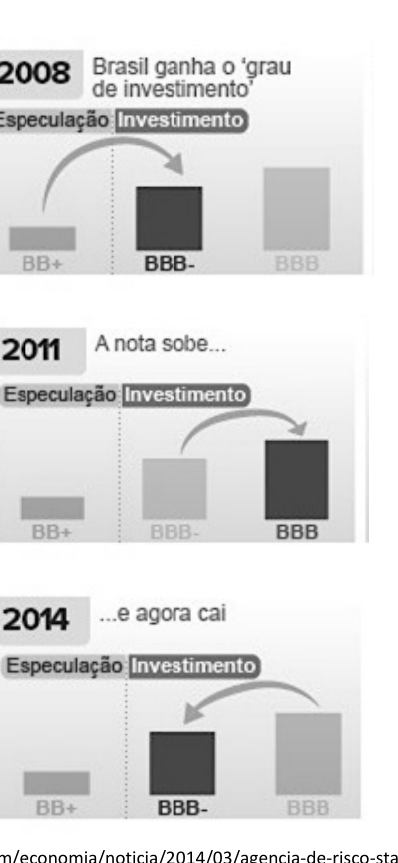 2008
Brasil ganha o 'grau
de investimento'
Especulação Investimento
BB+ BBB- BBB
2011
A nota sobe...
Especulação Investimento
BB+ BBB- BBB
2014
...e agora cai
Especulação Investimento
BB+ BBB- BBB
m/economia/noticia/2014/03/agencia-de-risco-sta